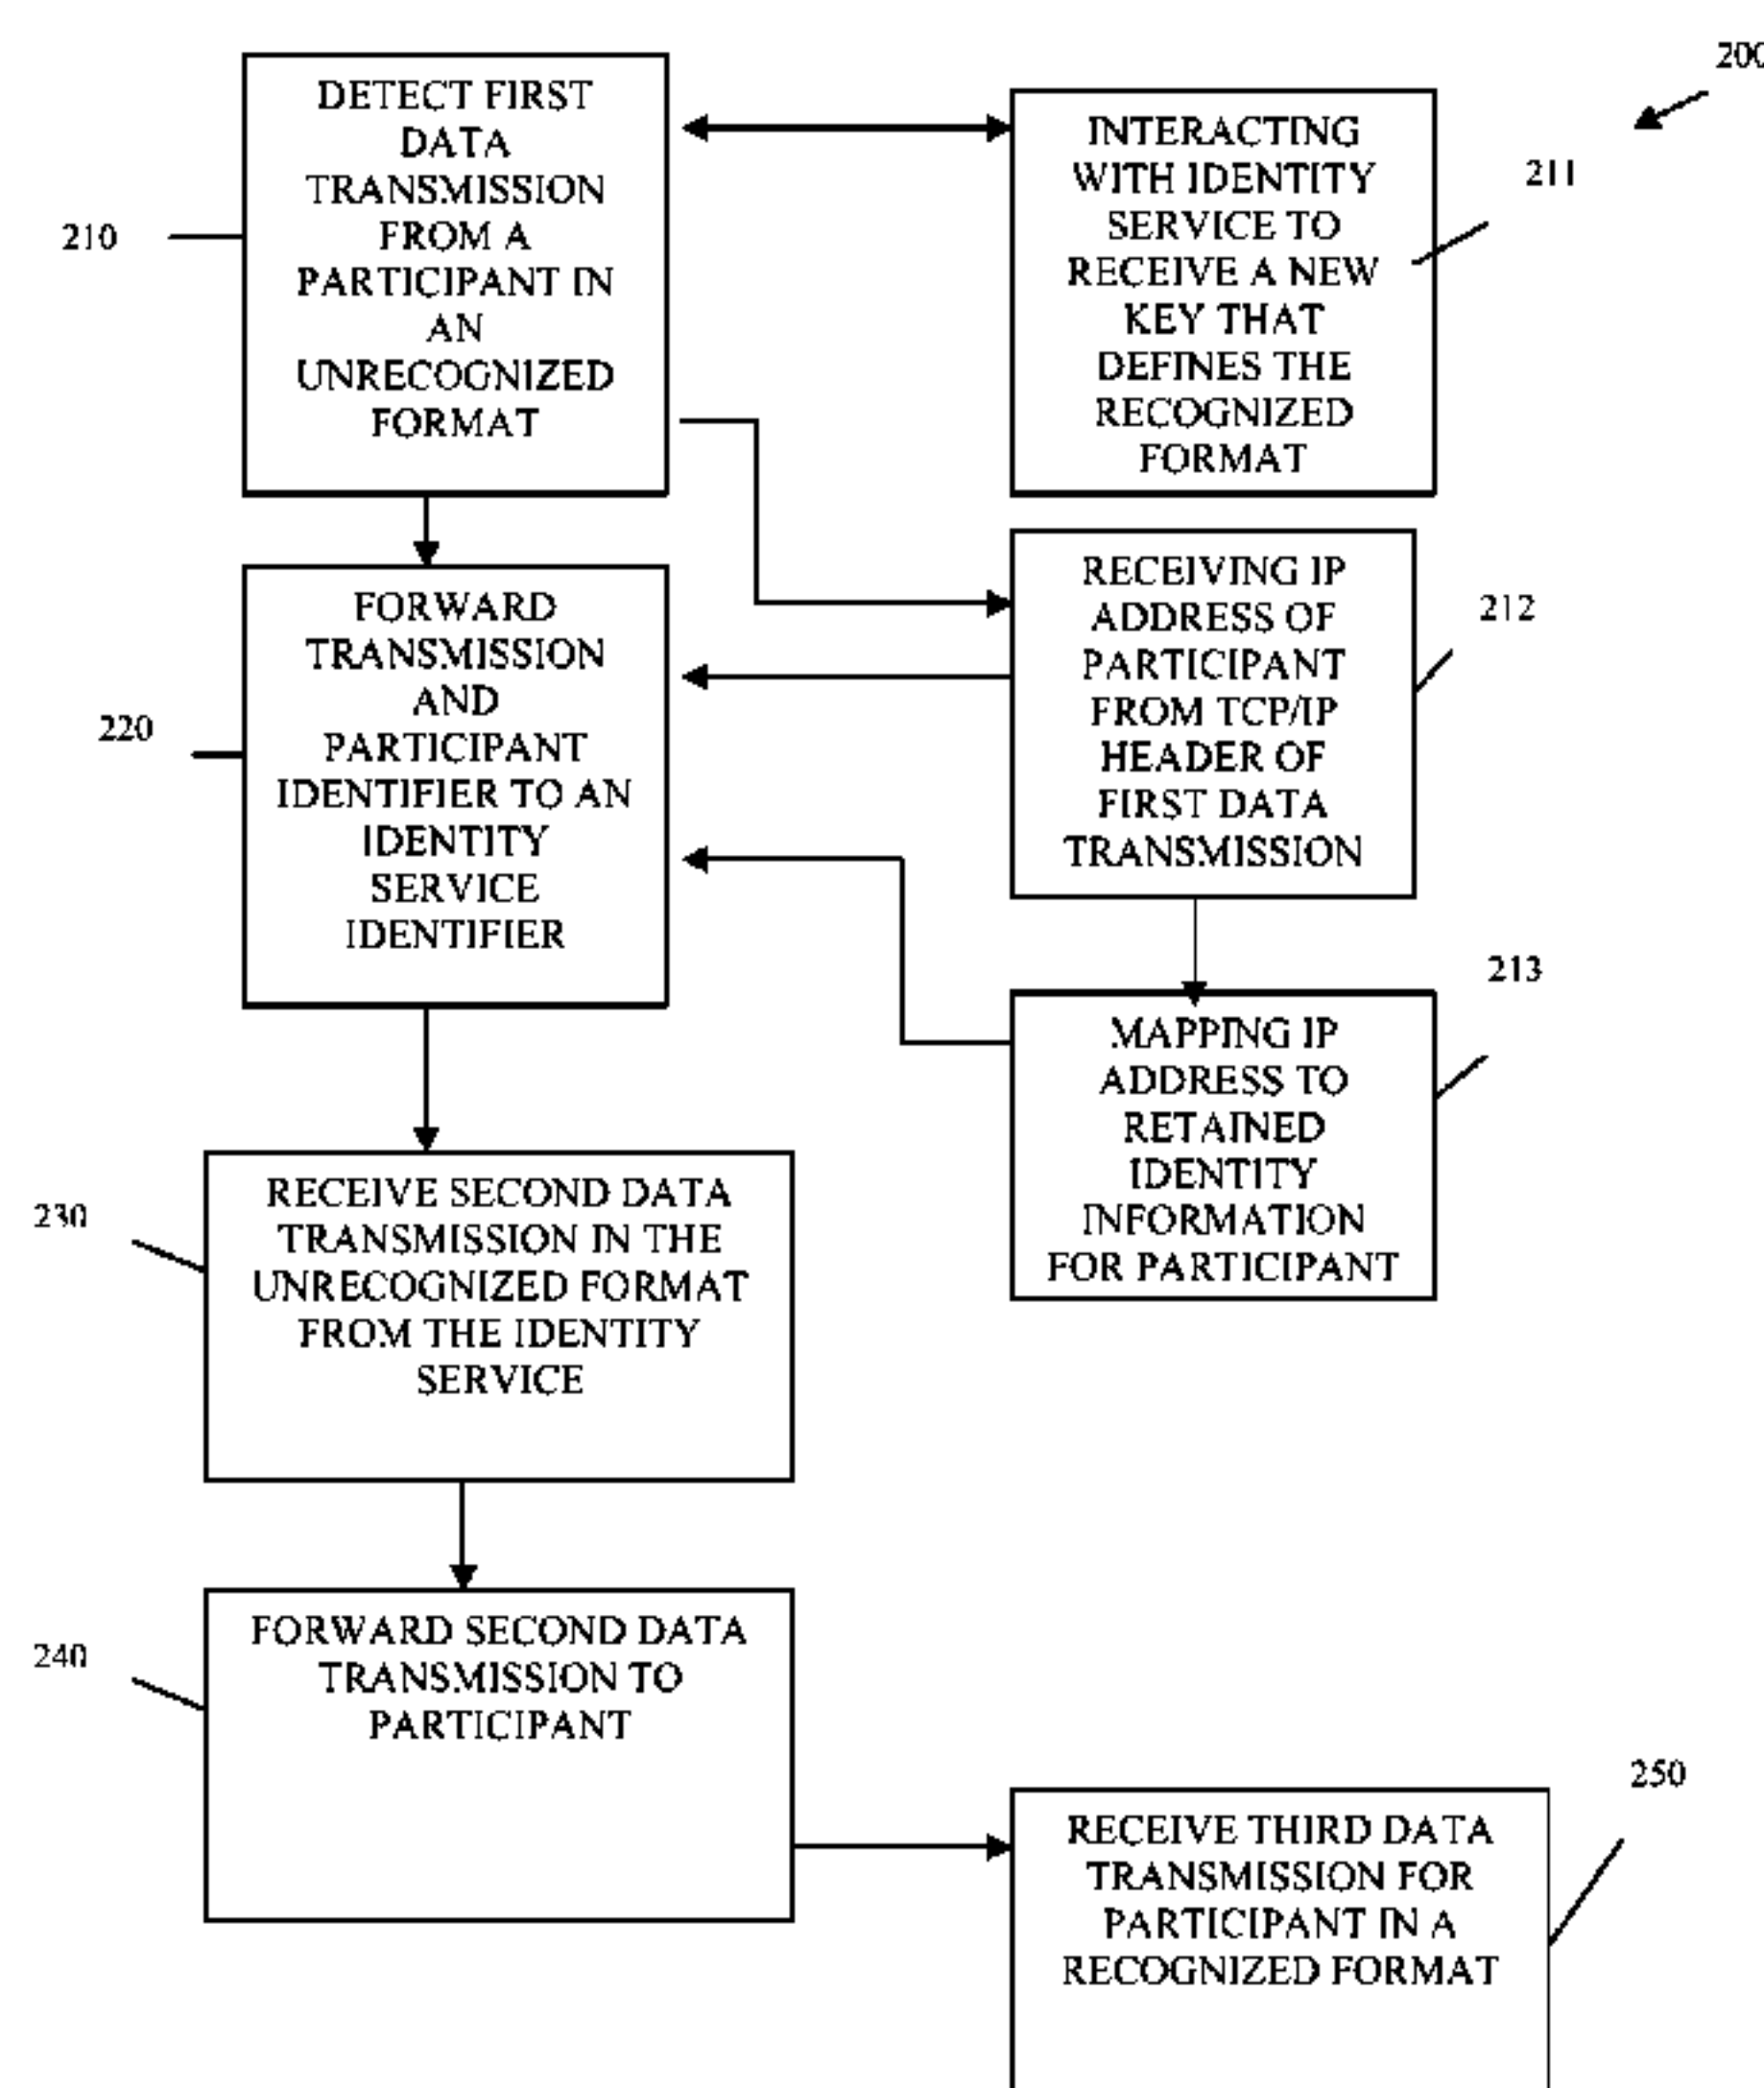 200
DETECT FIRST
DATA
TRANSMISSION
FROM A
PARTICIPANT IN
AN
UNRECOGNIZED
FORMAT
210
INTERACTING
WITH IDENTITY
SERVICE TO
RECEIVE A NEW
KEY THAT
DEFINES THE
RECOGNIZED
FORMAT
211
FORWARD
TRANSMISSION
AND
PARTICIPANT
IDENTIFIER TO AN
IDENTITY
SERVICE
IDENTIFIER
220
RECEIVING IP
ADDRESS OF
PARTICIPANT
FROM TCP/IP
HEADER OF
FIRST DATA
TRANSMISSION
212
MAPPING IP
ADDRESS TO
RETAINED
IDENTITY
INFORMATION
FOR PARTICIPANT
213
RECEIVE SECOND DATA
TRANSMISSION IN THE
UNRECOGNIZED FORMAT
FROM THE IDENTITY
SERVICE
230
FORWARD SECOND DATA
TRANSMISSION TO
PARTICIPANT
240
RECEIVE THIRD DATA
TRANSMISSION FOR
PARTICIPANT IN A
RECOGNIZED FORMAT
250